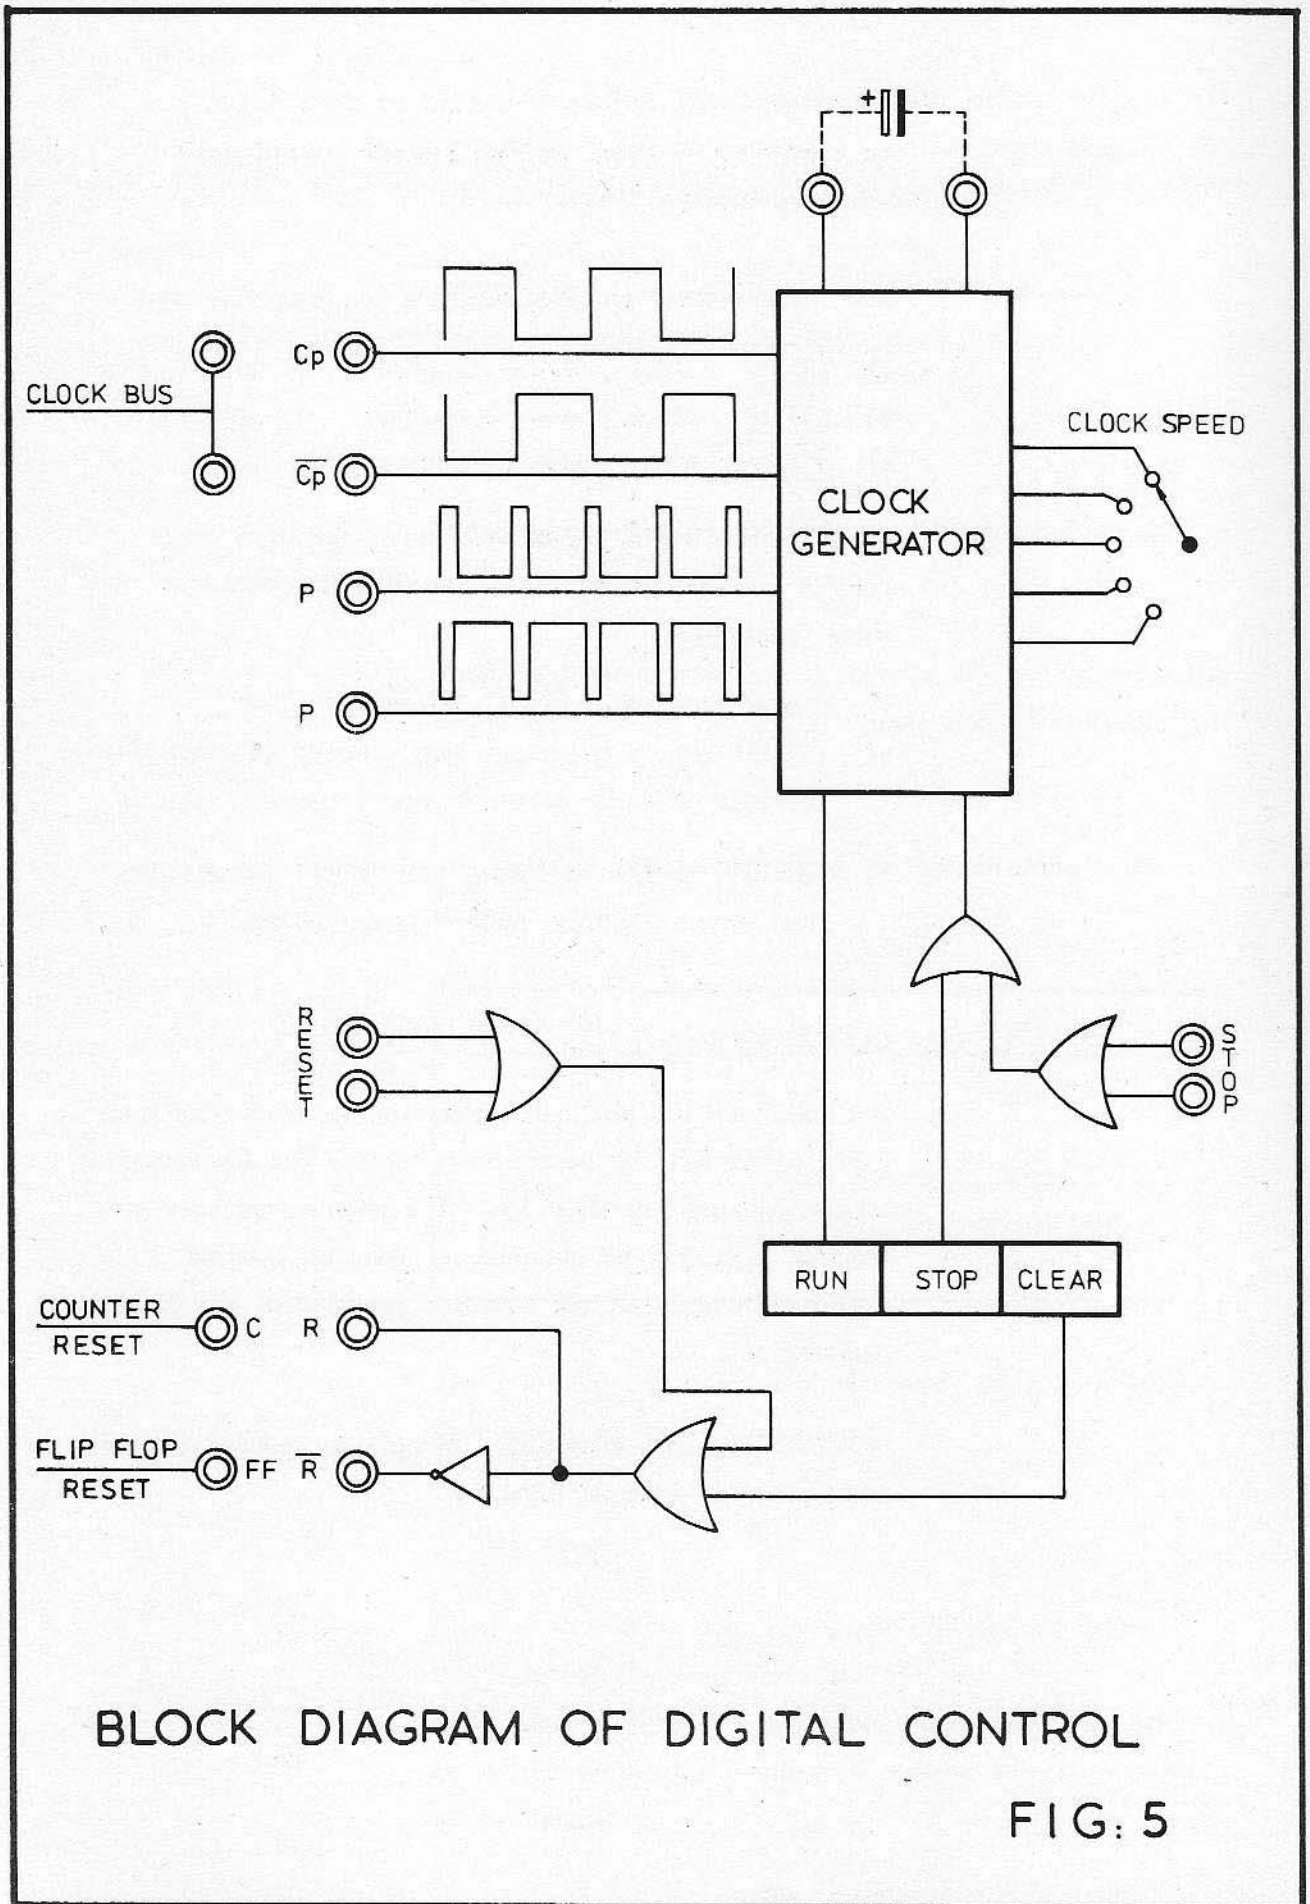 +
Cp
CLOCK BUS
CLOCK SPEED
C̅p̅
CLOCK
GENERATOR
P
P
RESET
STOP
RUN STOP CLEAR
COUNTER
RESET
C R
FLIP FLOP
RESET
FF R̅
BLOCK DIAGRAM OF DIGITAL CONTROL
FIG: 5